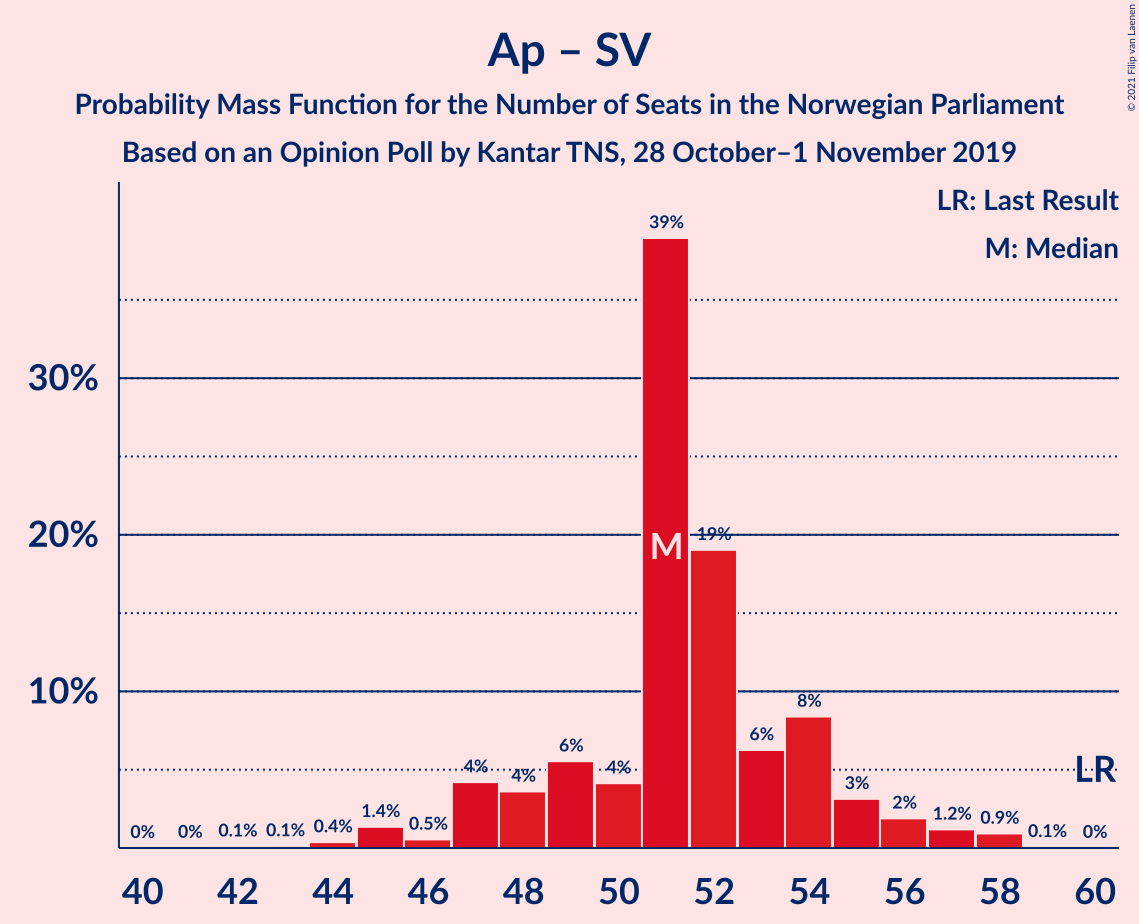 Ap – SV
Probability Mass Function for the Number of Seats in the Norwegian Parliament
Based on an Opinion Poll by Kantar TNS, 28 October–1 November 2019
© 2021 Filip van Laenen
LR: Last Result
M: Median
39%
30%
20%
19%
M
10%
8%
6%
6%
4%
4%
4%
3%
LR
2%
1.4%
1.2%
0.9%
0.5%
0.4%
0% 0% 0.1% 0.1% 0.1% 0%
40 42 44 46 48 50 52 54 56 58 60